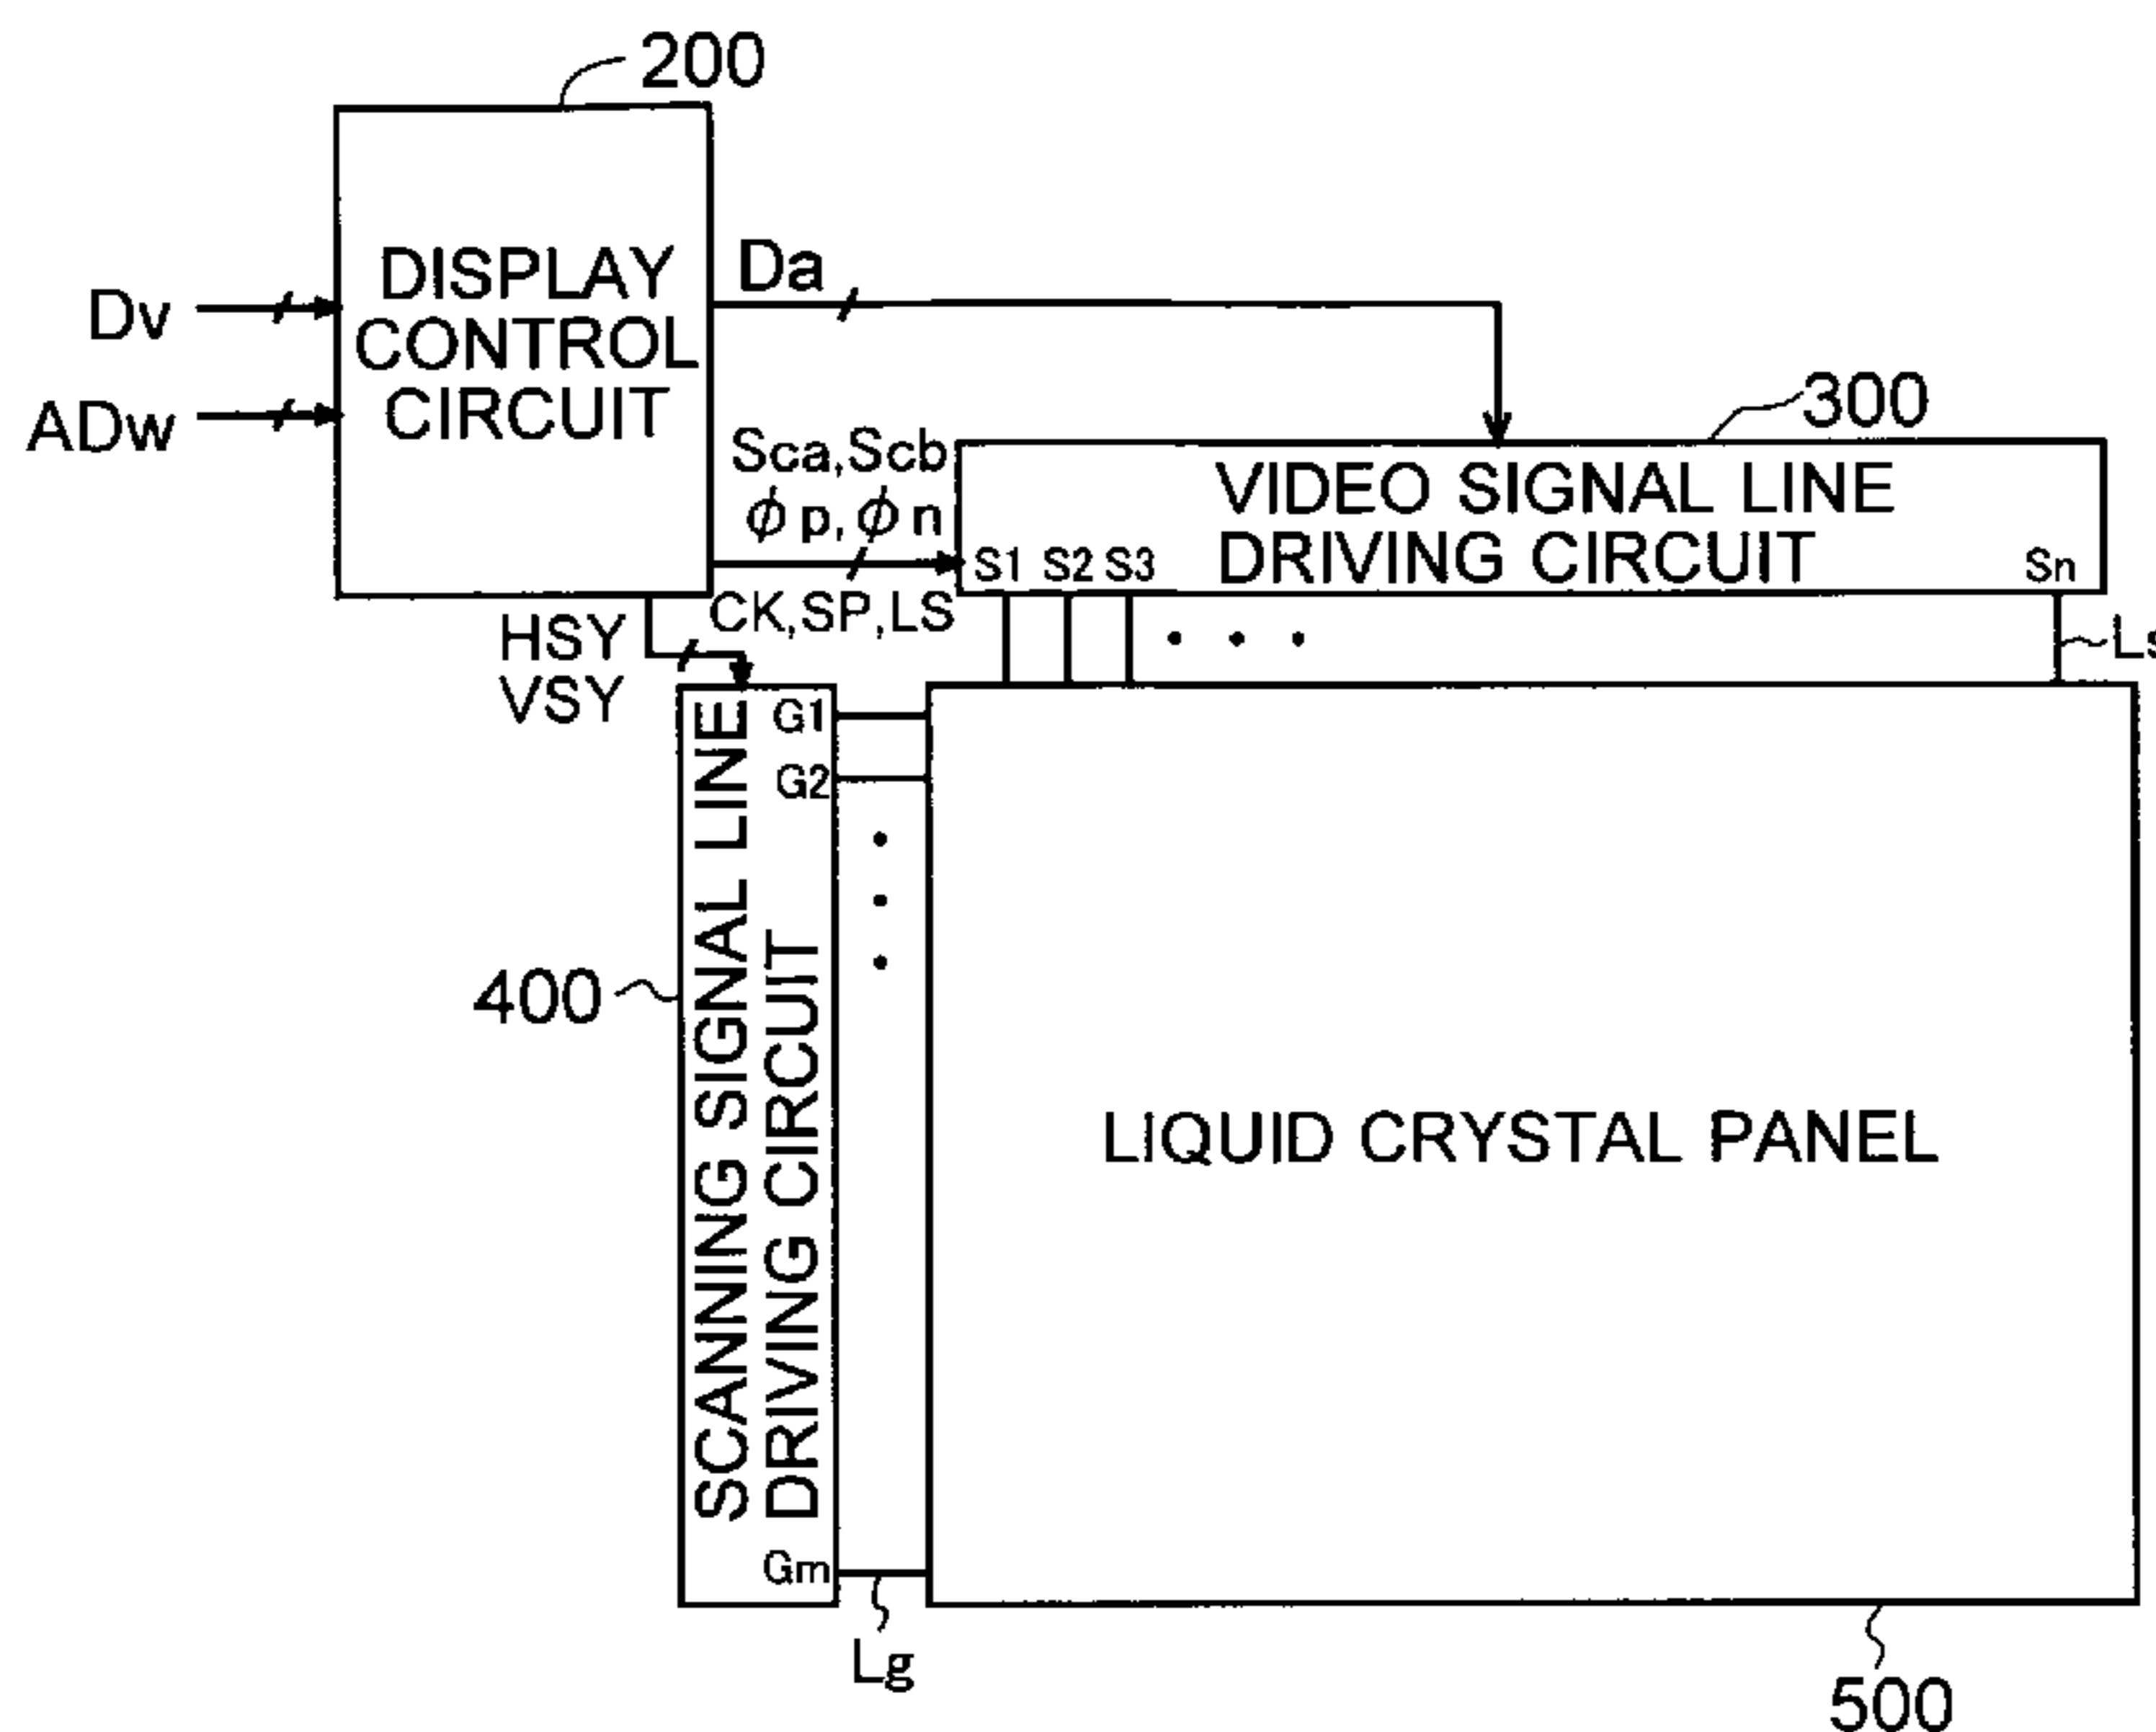 200
DISPLAY
CONTROL
CIRCUIT
Dv
ADw
Da
Sca,Scb
ϕp,ϕn
CK,SP,LS
HSY
VSY
300
VIDEO SIGNAL LINE
DRIVING CIRCUIT
S1 S2 S3
Sn
Ls
400
SCANNING SIGNAL LINE
DRIVING CIRCUIT
G1
G2
Gm
Lg
LIQUID CRYSTAL PANEL
500